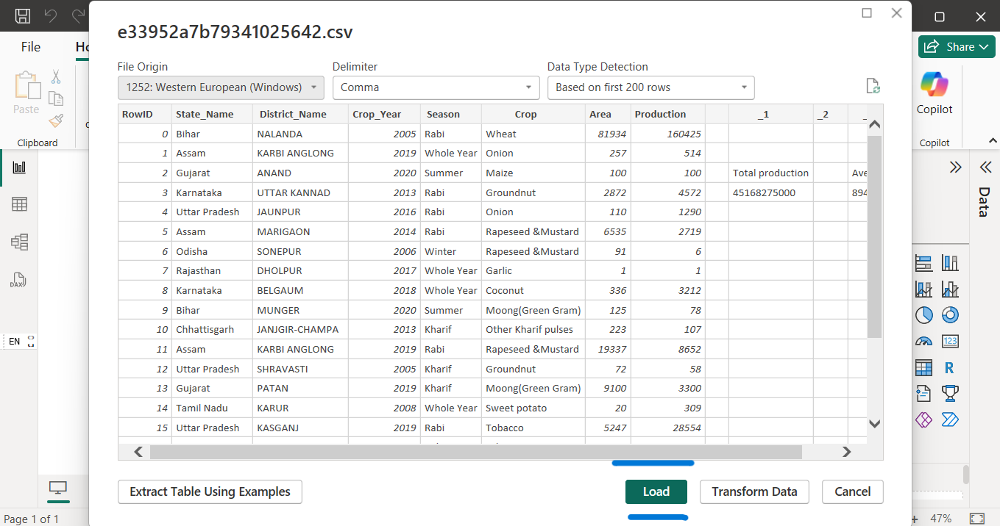 e33952a7b79341025642.csv
File Home
Share
File Origin Delimiter Data Type Detection
1252: Western European (Windows) Comma Based on first 200 rows
Paste
Copilot
Clipboard
Copilot
RowID State_Name District_Name Crop_Year Season Crop Area Production _1 _2 _
0 Bihar NALANDA 2005 Rabi Wheat 81934 160425
1 Assam KARBI ANGLONG 2019 Whole Year Onion 257 514
2 Gujarat ANAND 2020 Summer Maize 100 100 Total production Ave
3 Karnataka UTTAR KANNAD 2013 Rabi Groundnut 2872 4572 45168275000 894
4 Uttar Pradesh JAUNPUR 2016 Rabi Onion 110 1290
5 Assam MARIGAON 2014 Rabi Rapeseed &Mustard 6535 2719
6 Odisha SONEPUR 2006 Winter Rapeseed &Mustard 91 6
7 Rajasthan DHOLPUR 2017 Whole Year Garlic 1 1
8 Karnataka BELGAUM 2018 Whole Year Coconut 336 3212
9 Bihar MUNGER 2020 Summer Moong(Green Gram) 125 78
10 Chhattisgarh JANJGIR-CHAMPA 2013 Kharif Other Kharif pulses 223 107
11 Assam KARBI ANGLONG 2019 Rabi Rapeseed &Mustard 19337 8652
12 Uttar Pradesh SHRAVASTI 2005 Kharif Groundnut 72 58
13 Gujarat PATAN 2019 Kharif Moong(Green Gram) 9100 3300
14 Tamil Nadu KARUR 2008 Whole Year Sweet potato 20 309
15 Uttar Pradesh KASGANJ 2019 Rabi Tobacco 5247 28554
Data
DAX
EN
123
R
Extract Table Using Examples Load Transform Data Cancel
Page 1 of 1
+ 47%